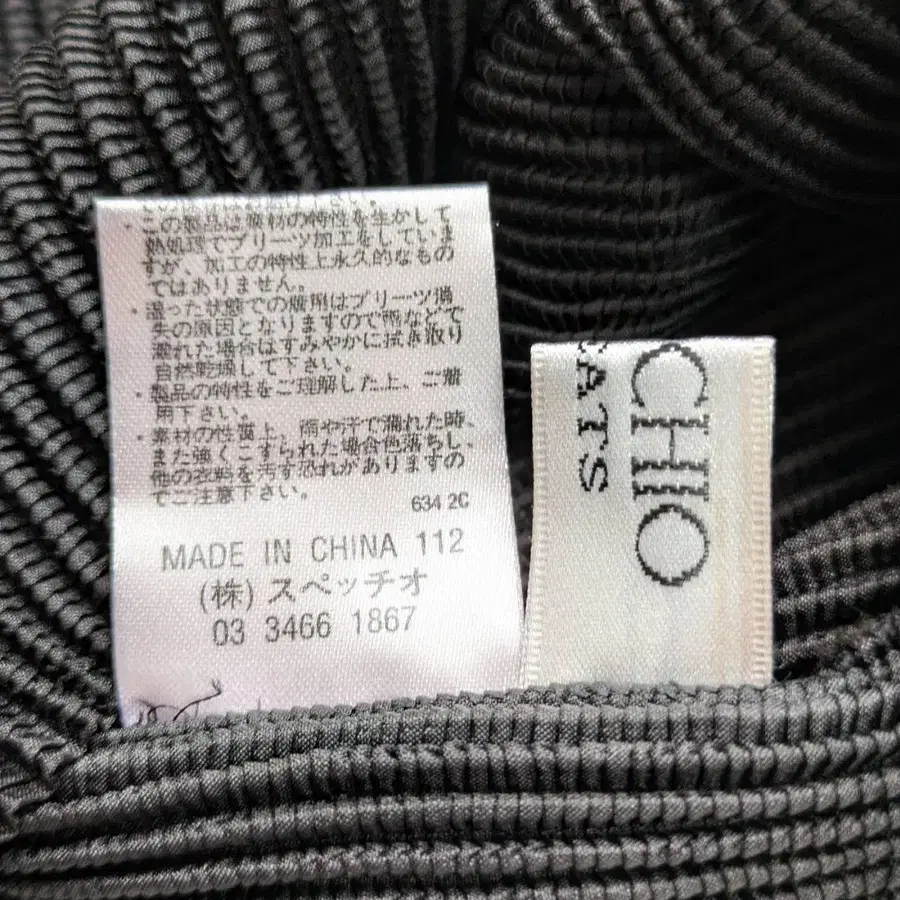 ・この製品は素材の特性を生かして
熱処理でプリーツ加工をしていま
すが、加工の特性上永久的なもの
ではありません。
・湿った状態での着用はプリーツ消
失の原因となりますので雨などで
濡れた場合はすみやかに拭き取り
自然乾燥して下さい。
・製品の特性をご理解した上、ご着
用下さい。
・素材の性質上、雨や汗で濡れた時、
また強くこすられた場合色落ちし、
他の衣料を汚す恐れがありますの
でご注意下さい。
634 2C
MADE IN CHINA 112
(株) スペッチオ
03 3466 1867
CHIO
CATS